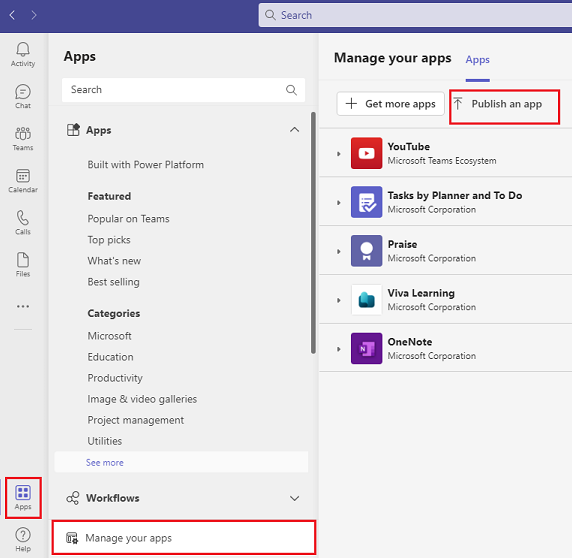 Search
Activity
Chat
Teams
Calendar
Calls
Files
Apps
Help
Apps
Search
Apps
Built with Power Platform
Featured
Popular on Teams
Top picks
What's new
Best selling
Categories
Microsoft
Education
Productivity
Image & video galleries
Project management
Utilities
See more
Workflows
Manage your apps
Manage your apps Apps
Get more apps Publish an app
YouTube
Microsoft Teams Ecosystem
Tasks by Planner and To Do
Microsoft Corporation
Praise
Microsoft Corporation
Viva Learning
Microsoft Corporation
OneNote
Microsoft Corporation